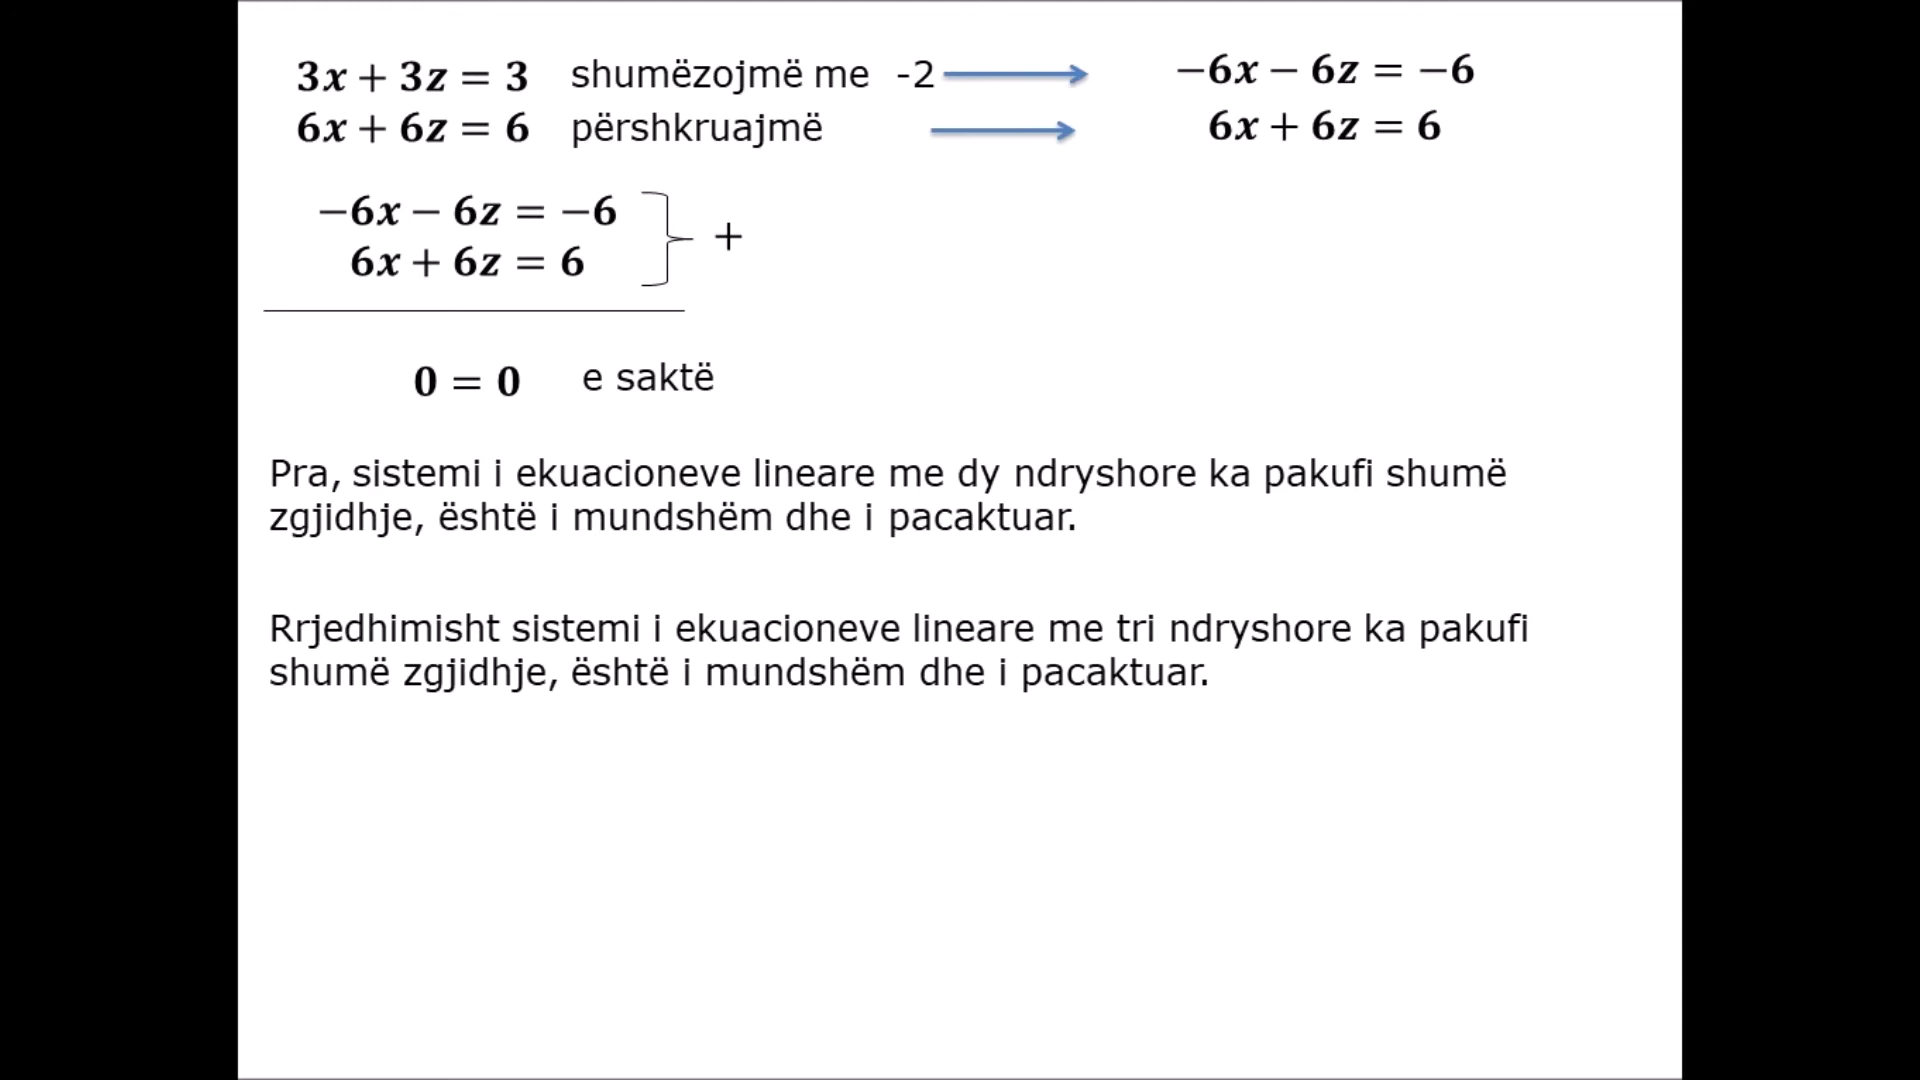 3x + 3z = 3 shumëzojmë me -2 −6x − 6z = −6
6x + 6z = 6 përshkruajmë 6x + 6z = 6
−6x − 6z = −6
+
6x + 6z = 6
0 = 0 e saktë
Pra, sistemi i ekuacioneve lineare me dy ndryshore ka pakufi shumë
zgjidhje, është i mundshëm dhe i pacaktuar.
Rrjedhimisht sistemi i ekuacioneve lineare me tri ndryshore ka pakufi
shumë zgjidhje, është i mundshëm dhe i pacaktuar.